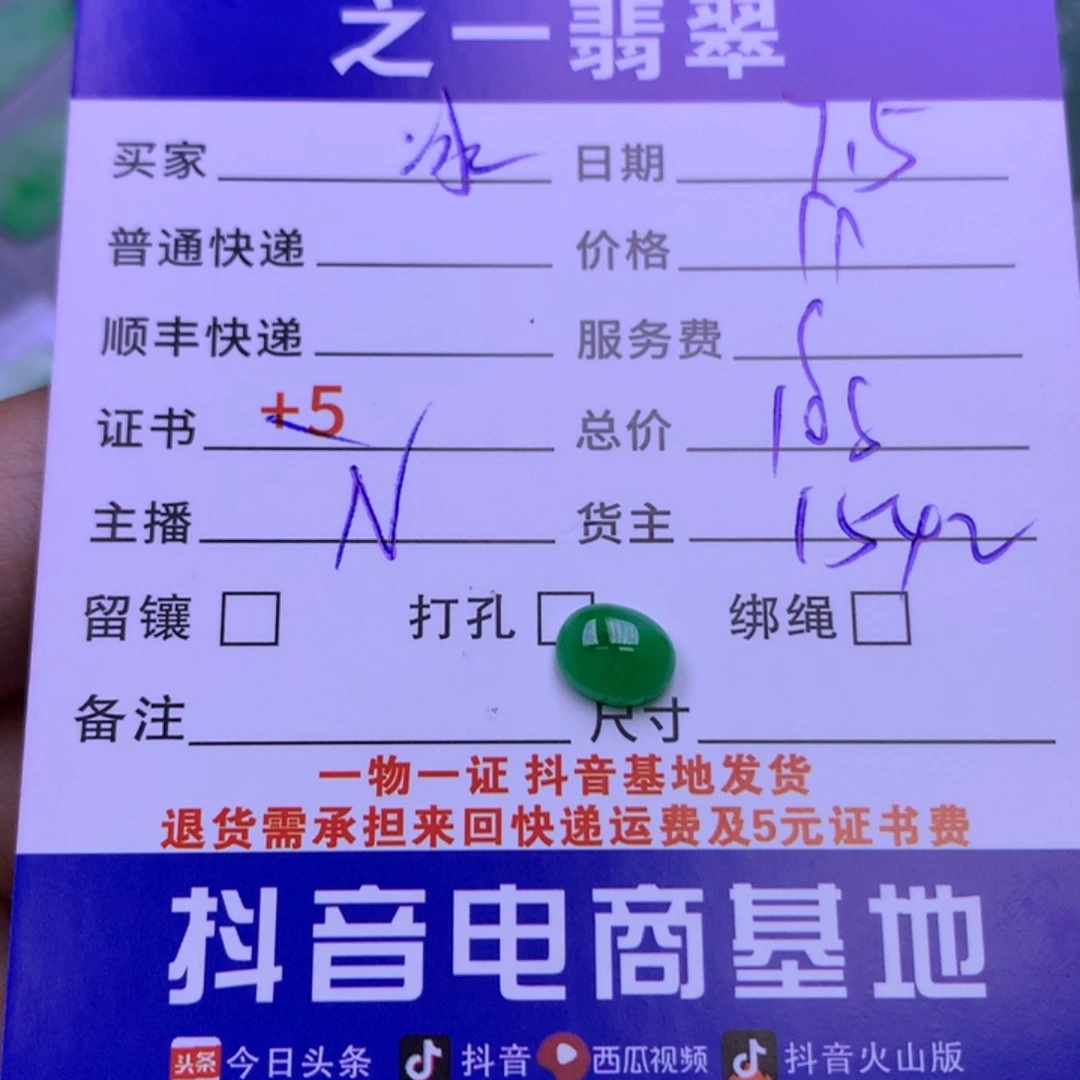 之一翡翠
买家 冰 日期 7.5
普通快递 价格
顺丰快递 服务费
证书 +5 总价 105
主播 N 货主 1542
留镶 打孔 绑绳
备注 尺寸
一物一证 抖音基地发货
退货需承担来回快递运费及5元证书费
抖音电商基地
头条 今日头条 抖音 西瓜视频 抖音火山版